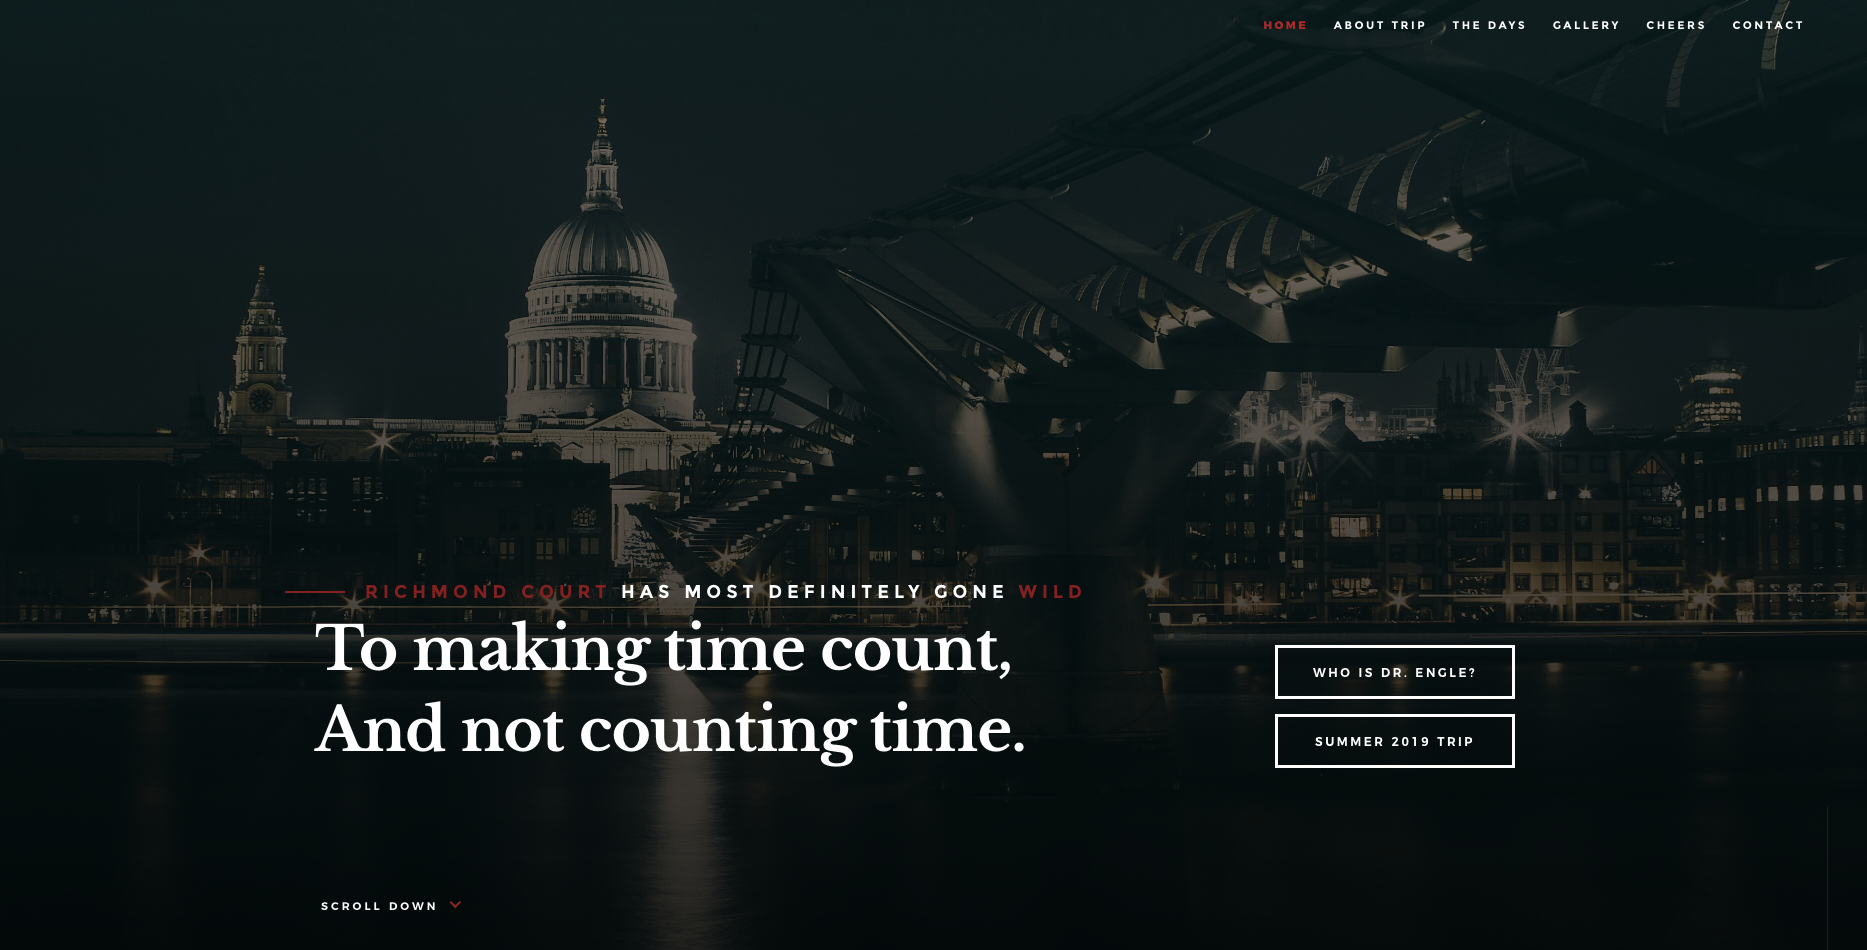 HOME ABOUT TRIP THE DAYS GALLERY CHEERS CONTACT
RICHMOND COURT HAS MOST DEFINITELY GONE WILD
To making time count,
And not counting time.
WHO IS DR. ENGLE?
SUMMER 2019 TRIP
SCROLL DOWN